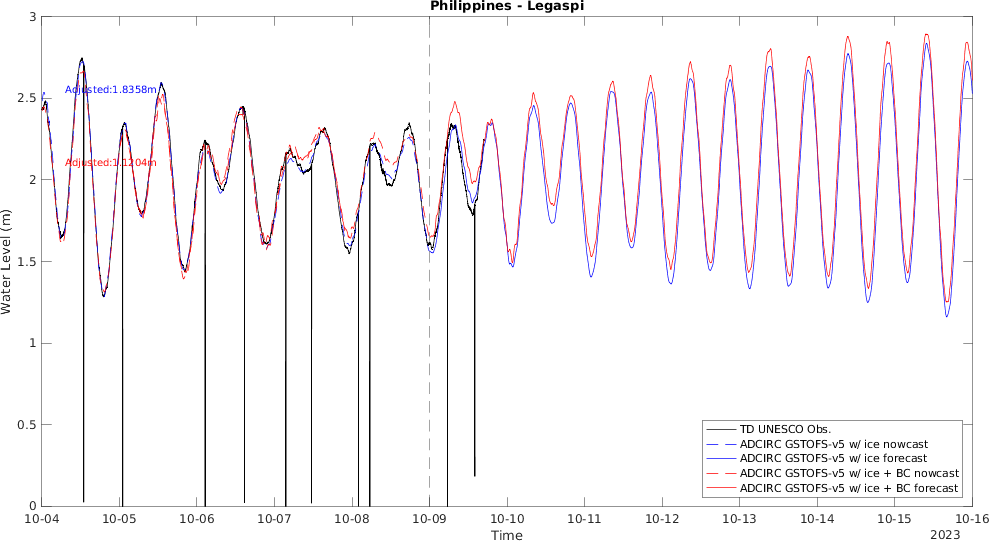 Philippines - Legaspi
3
2.5
2
1.5
1
0.5
0
Water Level (m)
Adjusted:1.8358m
Adjusted:1.1204m
TD UNESCO Obs.
ADCIRC GSTOFS-v5 w/ ice nowcast
ADCIRC GSTOFS-v5 w/ ice forecast
ADCIRC GSTOFS-v5 w/ ice + BC nowcast
ADCIRC GSTOFS-v5 w/ ice + BC forecast
10-04 10-05 10-06 10-07 10-08 10-09 10-10 10-11 10-12 10-13 10-14 10-15 10-16
Time
2023